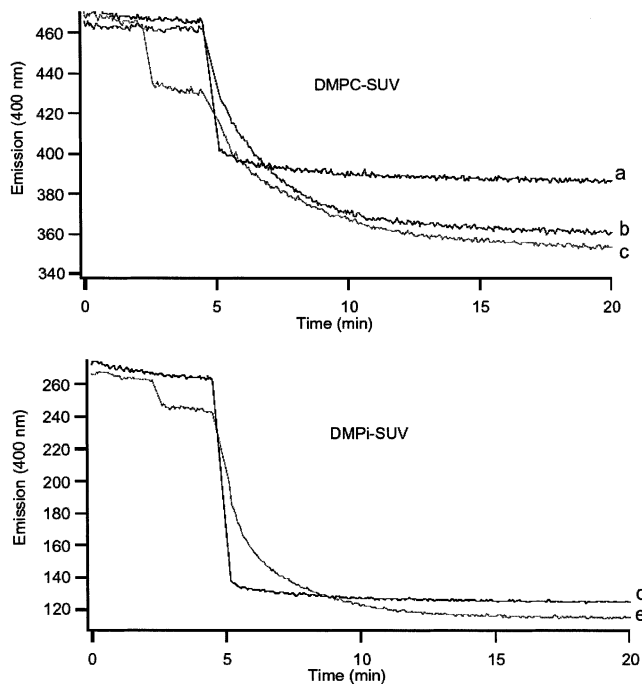 460
440
420
400
380
360
340
Emission (400 nm)
DMPC-SUV
a
b
c
0 5 10 15 20
Time (min)
260
240
220
200
180
160
140
120
Emission (400 nm)
DMPi-SUV
d
e
0 5 10 15 20
Time (min)